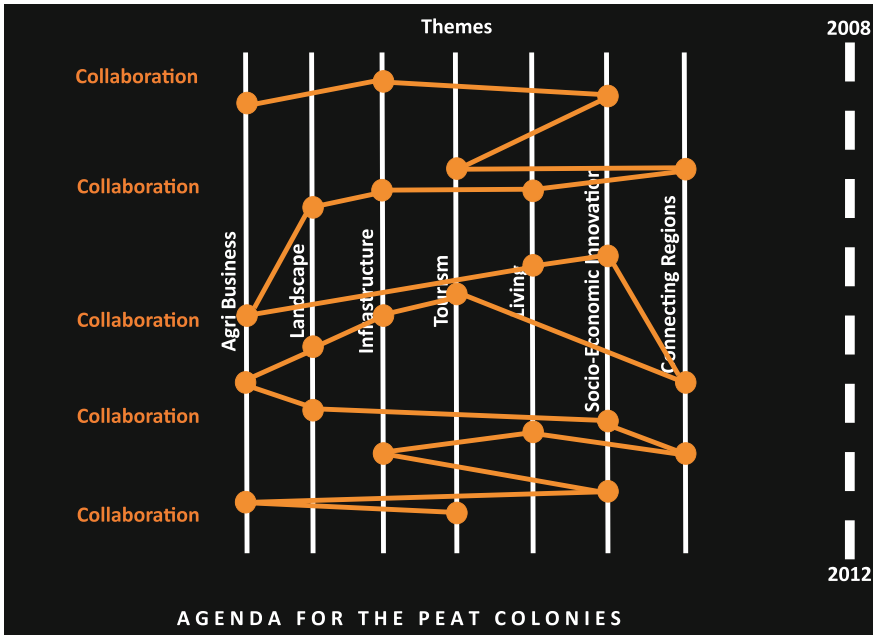 Themes
2008
Collaboration
Collaboration
Collaboration
Collaboration
Collaboration
Agri Business
Landscape
Infrastructure
Tourism
Living
Socio-Economic Innovation
Connecting Regions
2012
AGENDA FOR THE PEAT COLONIES